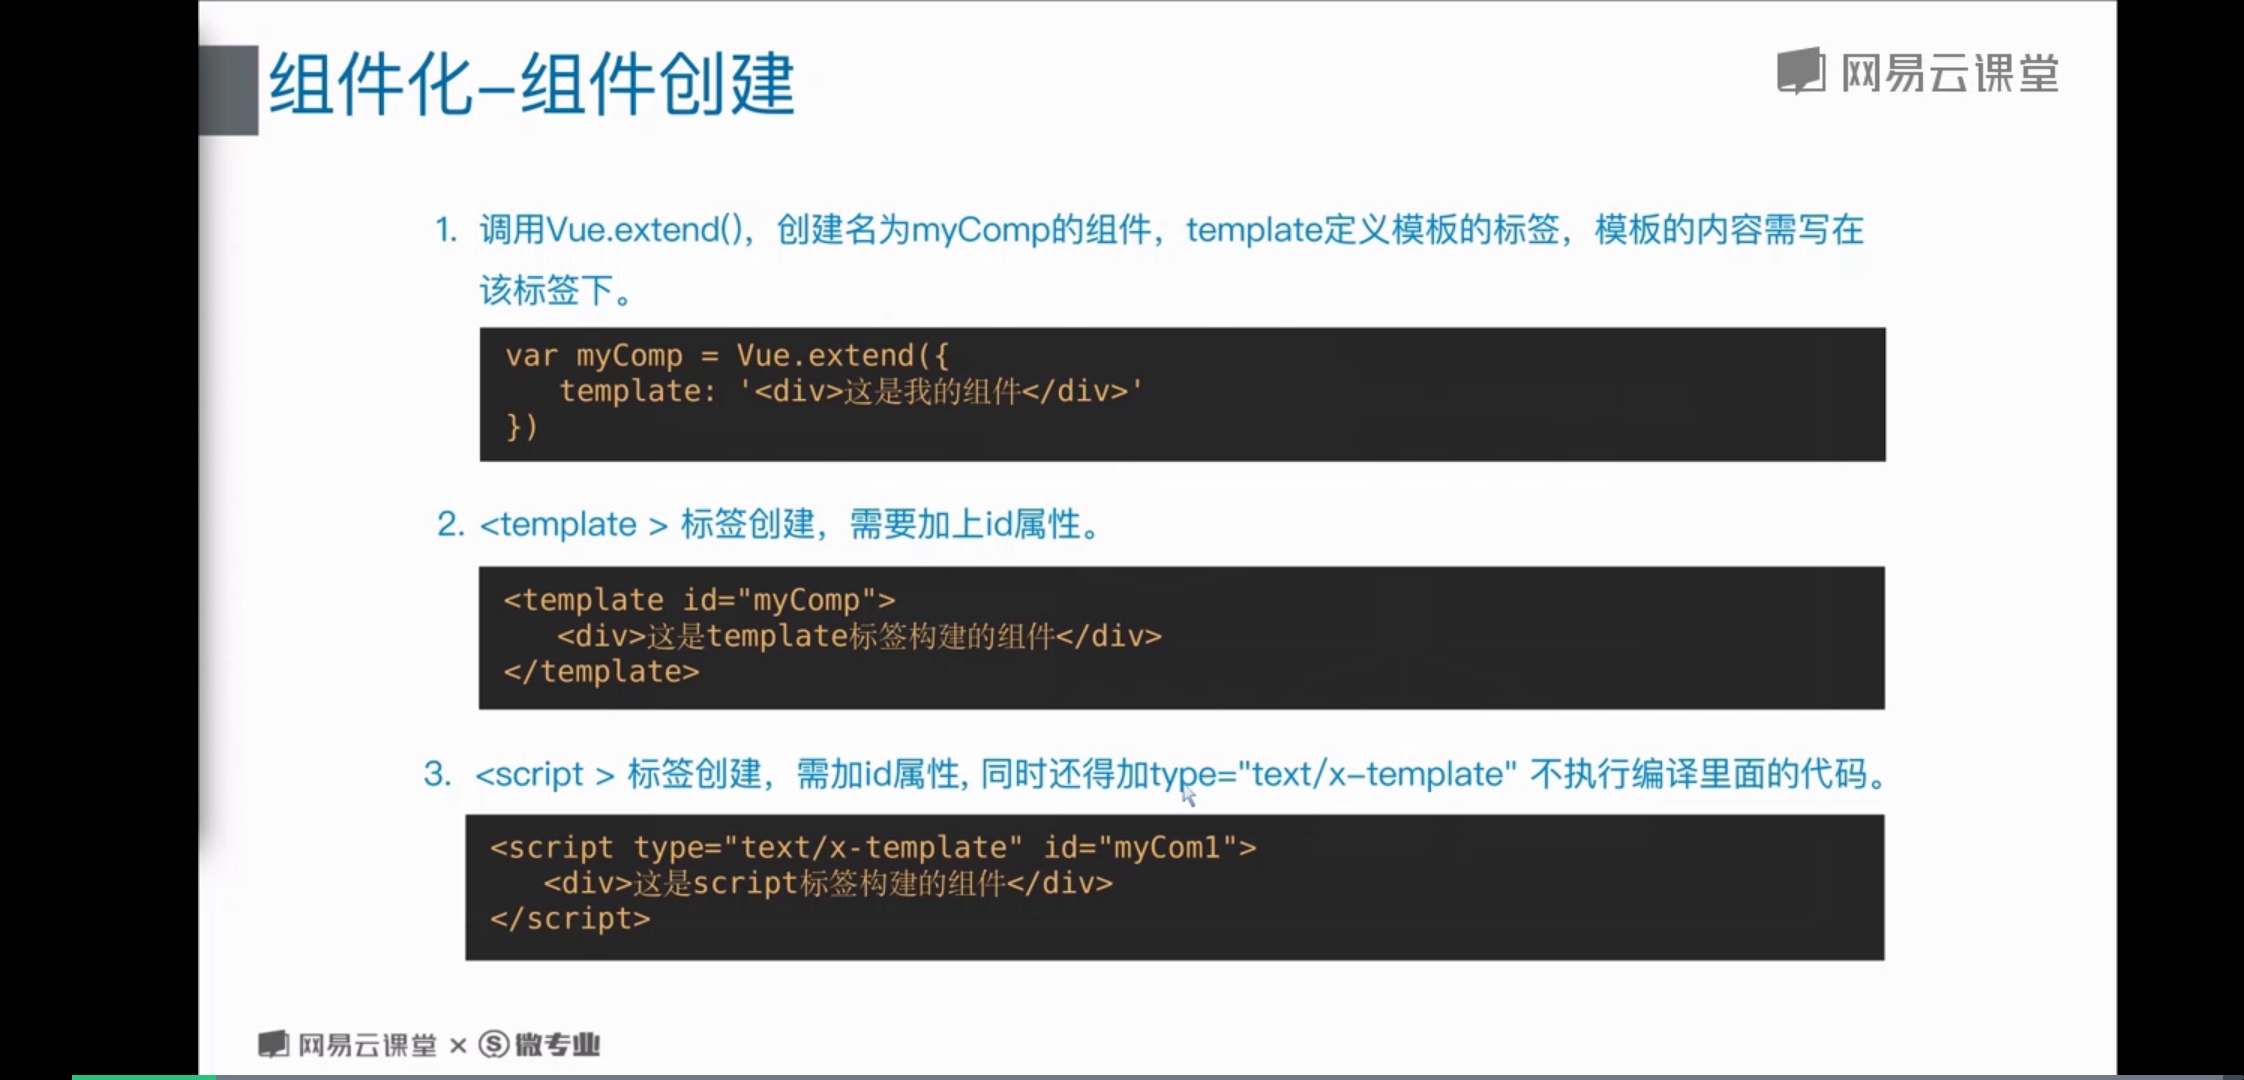 组件化-组件创建
网易云课堂
1. 调用Vue.extend()，创建名为myComp的组件，template定义模板的标签，模板的内容需写在
该标签下。
var myComp = Vue.extend({
template: '<div>这是我的组件</div>'
})
2. <template > 标签创建，需要加上id属性。
<template id="myComp">
<div>这是template标签构建的组件</div>
</template>
3. <script > 标签创建，需加id属性, 同时还得加type="text/x-template" 不执行编译里面的代码。
<script type="text/x-template" id="myCom1">
<div>这是script标签构建的组件</div>
</script>
网易云课堂 × S 微专业